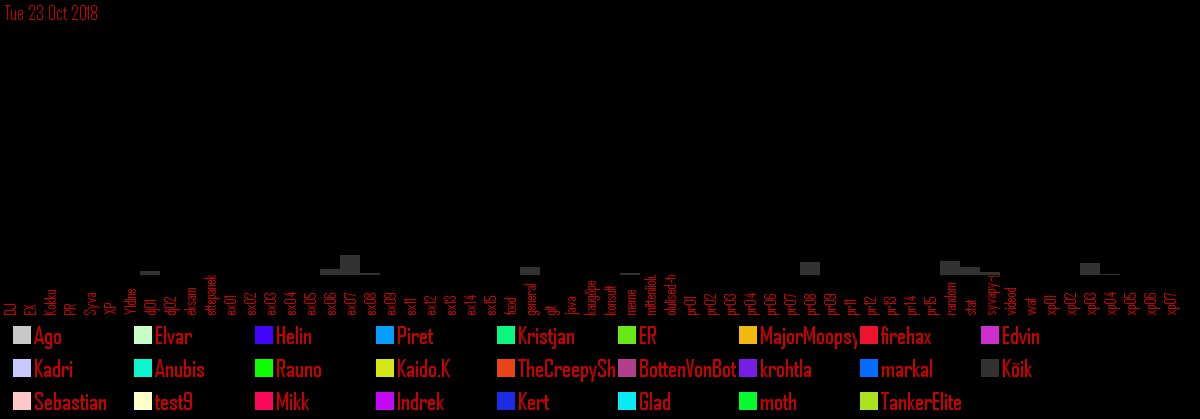 Tue 23 Oct 2018
DJ EX Kokku PR Syva XP Yldine dj01 dj02 eksam ettepanek ex01 ex02 ex03 ex04 ex05 ex06 ex07 ex08 ex09 ex11 ex12 ex13 ex14 ex15 food general git java kaugõpe konsult meme mitteniloli olulised-t pr01 pr02 pr03 pr04 pr06 pr07 pr08 pr09 pr11 pr12 pr13 pr14 pr15 random stat videod wat xp01 xp02 xp03 xp04 xp05 xp06 xp07
Ago Elvar Helin Piret Kristjan ER MajorMoopsy firehax Edvin
Kadri Anubis Rauno Kaido.K TheCreepySh BottenVonBot krohtla markal Kõik
Sebastian test9 Mikk Indrek Kert Glad moth TankerElite